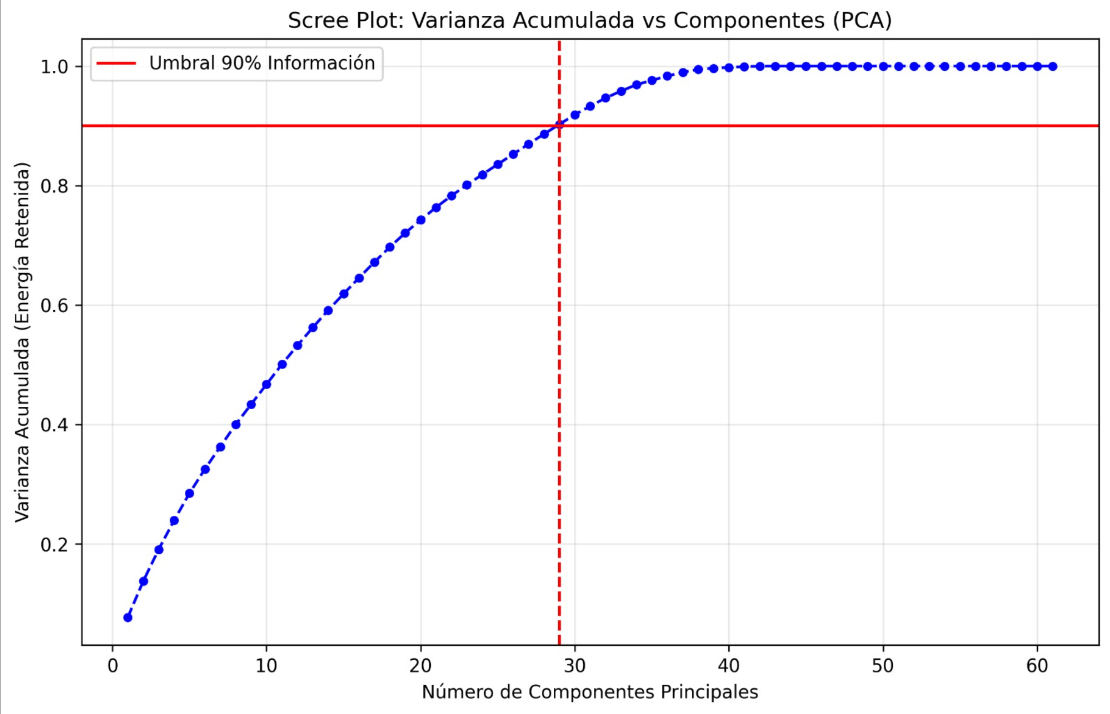 Scree Plot: Varianza Acumulada vs Componentes (PCA)
Umbral 90% Información
Varianza Acumulada (Energía Retenida)
1.0
0.8
0.6
0.4
0.2
0 10 20 30 40 50 60
Número de Componentes Principales